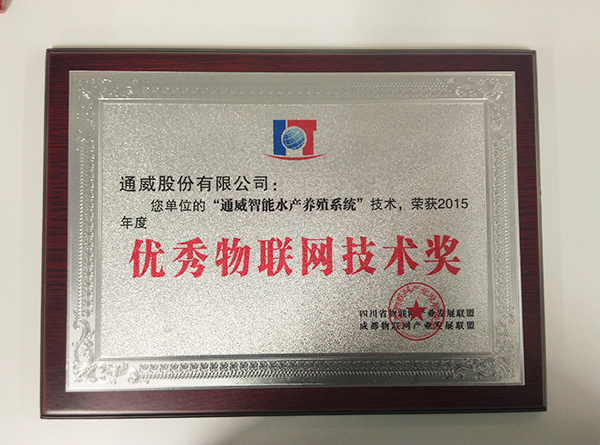 通威股份有限公司：
您单位的“通威智能水产养殖系统”技术，荣获2015
年度
优秀物联网技术奖
四川省物联网产业发展联盟
成都物联网产业发展联盟